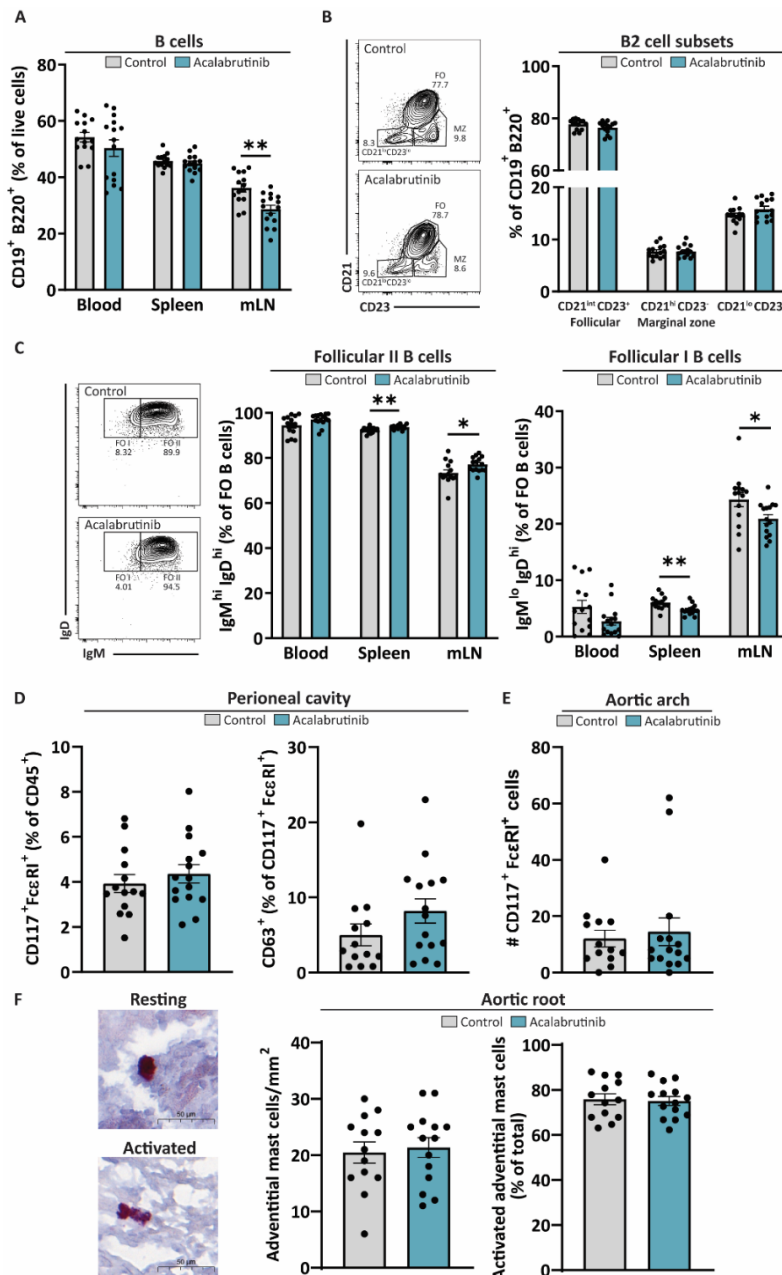 A
B cells
Control Acalabrutinib
CD19+ B220+ (% of live cells)
80
60
40
20
0
**
Blood Spleen mLN
B
Control
FO
77.7
MZ
9.8
8.3
Acalabrutinib
FO
78.7
MZ
8.6
9.6
CD21
CD23
B2 cell subsets
Control Acalabrutinib
% of CD19+ B220+
100
80
60
20
10
0
CD21int CD23+ CD21hi CD23- CD21lo CD23
Follicular Marginal zone
C
Control
FO I FO II
8.32 89.9
Acalabrutinib
FO I FO II
4.01 94.5
IgD
IgM
Follicular II B cells
Control Acalabrutinib
IgMhi IgDhi (% of FO B cells)
100
80
60
40
20
0
**
*
Blood Spleen mLN
Follicular I B cells
Control Acalabrutinib
IgMlo IgDhi (% of FO B cells)
40
30
20
10
0
**
*
Blood Spleen mLN
D
Perioneal cavity
Control Acalabrutinib
CD117+FcεRI+ (% of CD45+)
10
8
6
4
2
0
CD63+ (% of CD117+ FcεRI+)
30
20
10
0
E
Aortic arch
Control Acalabrutinib
# CD117+ FcεRI+ cells
80
60
40
20
0
F
Resting
50 µm
Activated
50 µm
Aortic root
Control Acalabrutinib
Adventitial mast cells/mm2
40
30
20
10
0
Activated adventitial mast cells
(% of total)
100
80
60
40
20
0